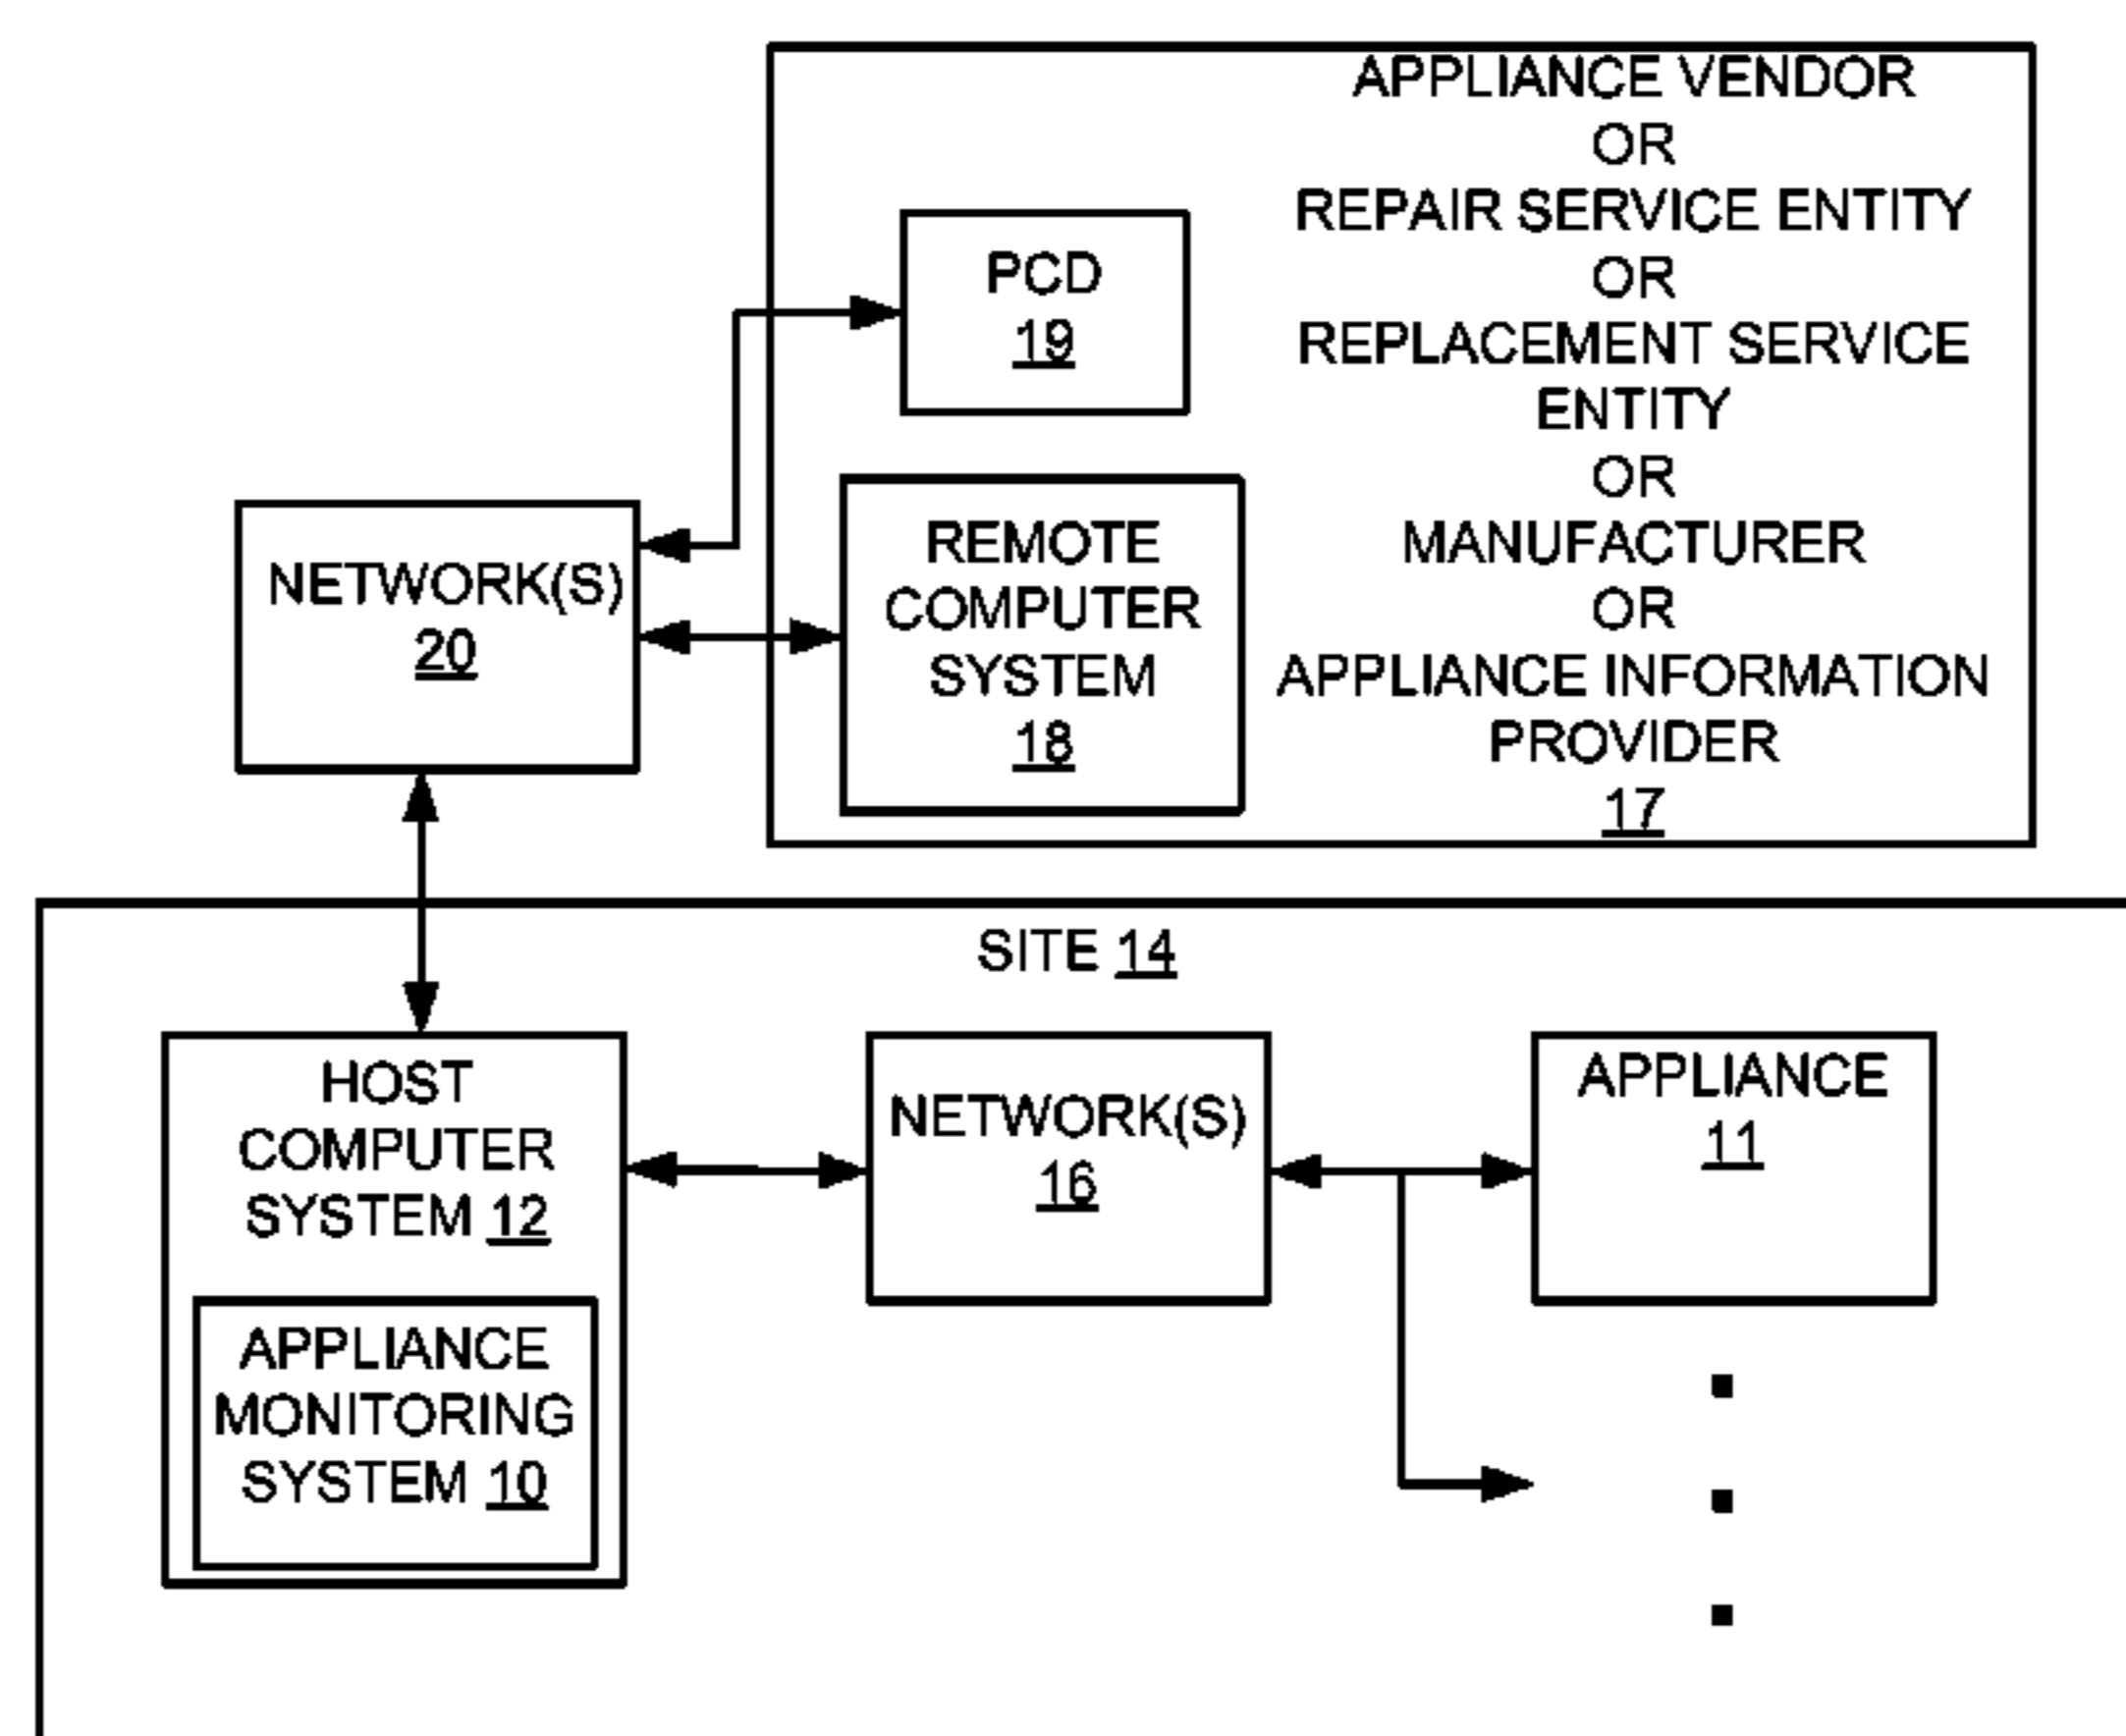 APPLIANCE VENDOR
OR
REPAIR SERVICE ENTITY
OR
REPLACEMENT SERVICE
ENTITY
OR
MANUFACTURER
OR
APPLIANCE INFORMATION
PROVIDER
17
PCD
19
REMOTE
COMPUTER
SYSTEM
18
NETWORK(S)
20
SITE 14
HOST
COMPUTER
SYSTEM 12
APPLIANCE
MONITORING
SYSTEM 10
NETWORK(S)
16
APPLIANCE
11